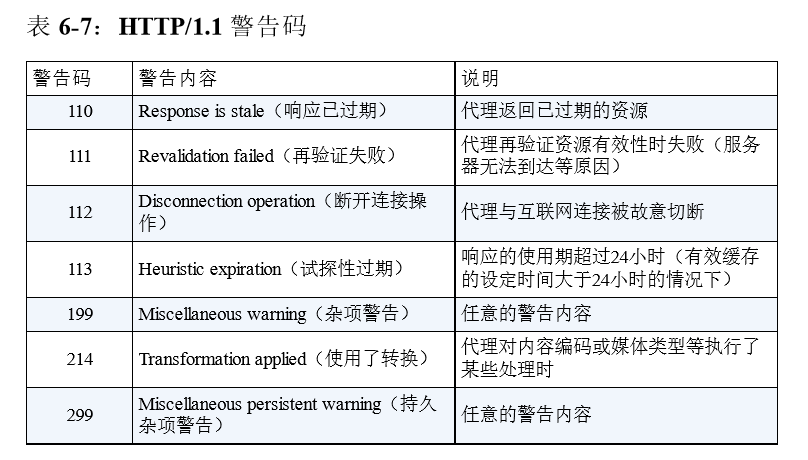 表 6-7：HTTP/1.1 警告码
警告码 警告内容 说明
110 Response is stale（响应已过期） 代理返回已过期的资源
111 Revalidation failed（再验证失败） 代理再验证资源有效性时失败（服务
器无法到达等原因）
112 Disconnection operation（断开连接操
作） 代理与互联网连接被故意切断
113 Heuristic expiration（试探性过期） 响应的使用期超过24小时（有效缓存
的设定时间大于24小时的情况下）
199 Miscellaneous warning（杂项警告） 任意的警告内容
214 Transformation applied（使用了转换） 代理对内容编码或媒体类型等执行了
某些处理时
299 Miscellaneous persistent warning（持久
杂项警告） 任意的警告内容